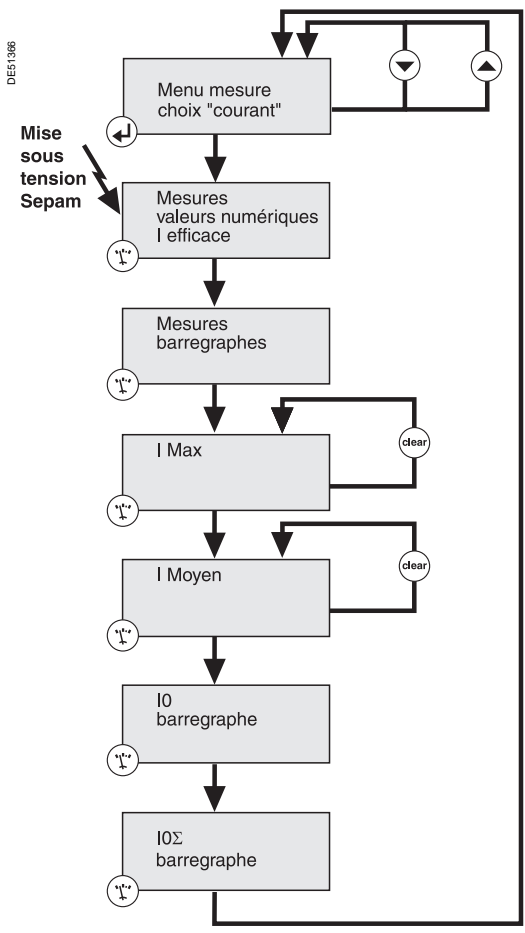 DE51366
Menu mesure
choix "courant"
Mise
sous
tension
Sepam
Mesures
valeurs numériques
I efficace
Mesures
barregraphes
I Max
clear
I Moyen
clear
I0
barregraphe
I0Σ
barregraphe